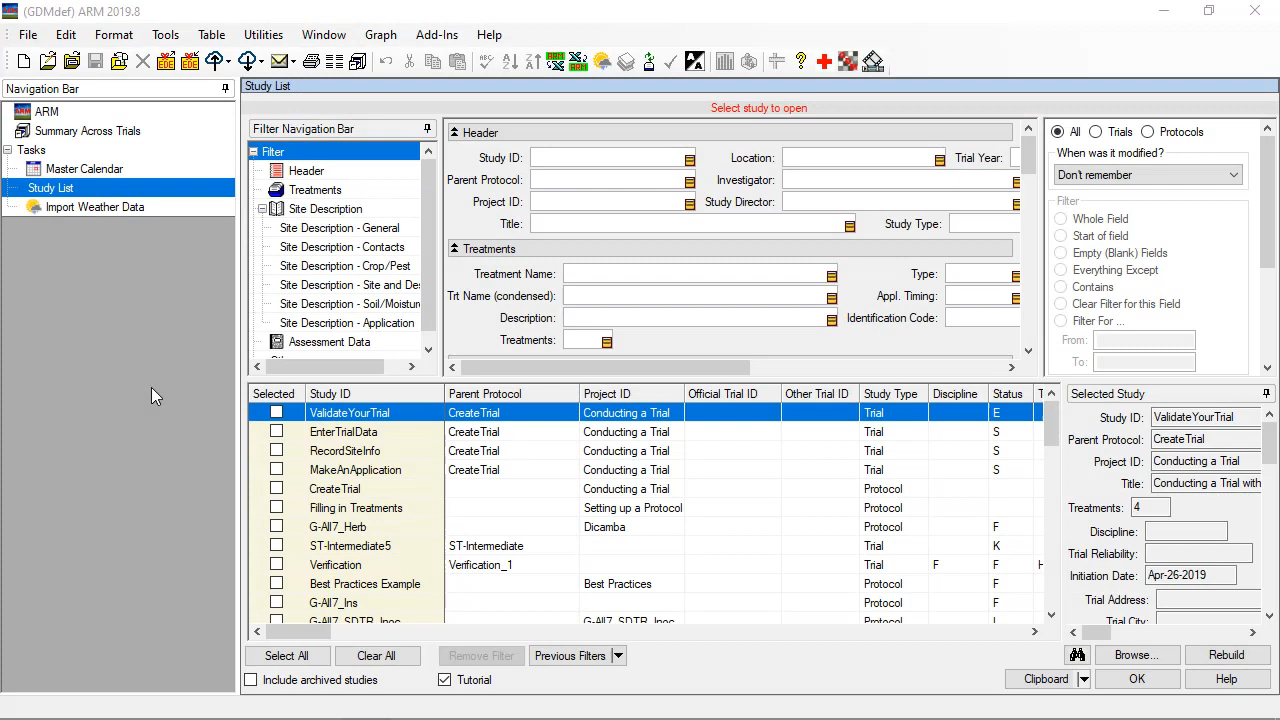 (GDMdef) ARM 2019.8
File Edit Format Tools Table Utilities Window Graph Add-Ins Help
Navigation Bar
ARM
Summary Across Trials
Tasks
Master Calendar
Study List
Import Weather Data
Study List
Select study to open
Filter Navigation Bar
Filter
Header
Treatments
Site Description
Site Description - General
Site Description - Contacts
Site Description - Crop/Pest
Site Description - Site and Des
Site Description - Soil/Moisture
Site Description - Application
Assessment Data
Header
Study ID: Location: Trial Year:
Parent Protocol: Investigator:
Project ID: Study Director:
Title: Study Type:
Treatments
Treatment Name: Type:
Trt Name (condensed): Appl. Timing:
Description: Identification Code:
Treatments:
All Trials Protocols
When was it modified?
Don't remember
Filter
Whole Field
Start of field
Empty (Blank) Fields
Everything Except
Contains
Clear Filter for this Field
Filter For ...
From:
To:
Selected Study ID Parent Protocol Project ID Official Trial ID Other Trial ID Study Type Discipline Status T
ValidateYourTrial CreateTrial Conducting a Trial Trial E
EnterTrialData CreateTrial Conducting a Trial Trial S
RecordSiteInfo CreateTrial Conducting a Trial Trial S
MakeAnApplication CreateTrial Conducting a Trial Trial S
CreateTrial Conducting a Trial Protocol
Filling in Treatments Setting up a Protocol Protocol
G-All7_Herb Dicamba Protocol F
ST-Intermediate5 ST-Intermediate Trial K
Verification Verification_1 Trial F F H
Best Practices Example Best Practices Protocol F
G-All7_Ins Protocol F
G-All7_SDTR_Inoc G-All7_SDTR_Inoc Protocol
Selected Study
Study ID: ValidateYourTrial
Parent Protocol: CreateTrial
Project ID: Conducting a Trial
Title: Conducting a Trial with
Treatments: 4
Discipline:
Trial Reliability:
Initiation Date: Apr-26-2019
Trial Address:
Trial City:
Select All Clear All Remove Filter Previous Filters Browse... Rebuild
Include archived studies Tutorial Clipboard OK Help